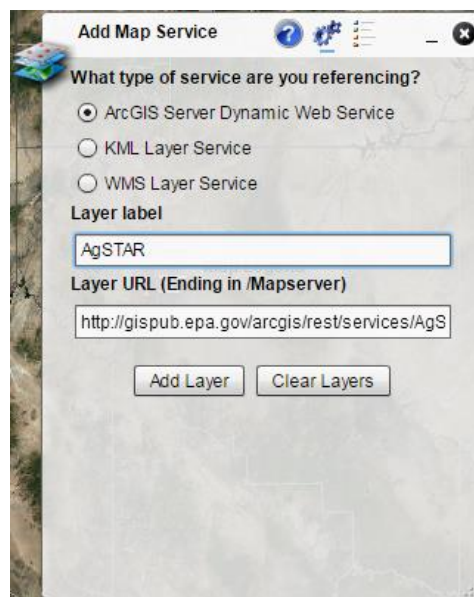 Add Map Service
What type of service are you referencing?
ArcGIS Server Dynamic Web Service
KML Layer Service
WMS Layer Service
Layer label
AgSTAR
Layer URL (Ending in /Mapserver)
http://gispub.epa.gov/arcgis/rest/services/AgS
Add Layer Clear Layers